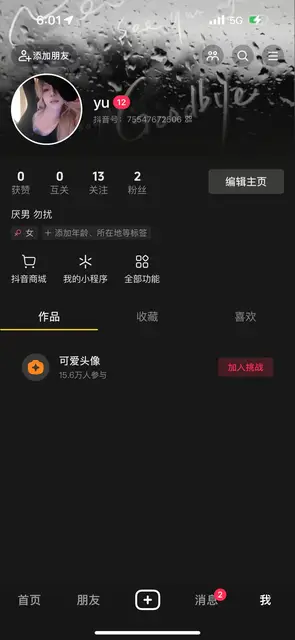 6:01
5G
添加朋友
see
Goodbye
yu 12
抖音号：75547672506
0 0 13 2
获赞 互关 关注 粉丝
编辑主页
厌男 勿扰
女 + 添加年龄、所在地等标签
抖音商城 我的小程序 全部功能
作品 收藏 喜欢
可爱头像
15.6万人参与
加入挑战
首页 朋友 消息 2 我